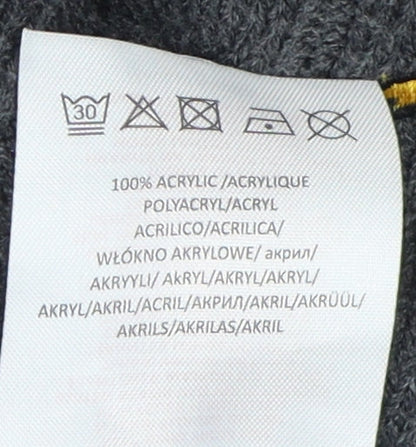 30
100% ACRYLIC /ACRYLIQUE
POLYACRYL/ACRYL
ACRILICO/ACRILICA/
WŁÓKNO AKRYLOWE/ акрил/
AKRYYLI/ AkRYL/AKRYL/AKRYL/
AKRYL/AKRIL/ACRIL/АКРИЛ/AKRIL/AKRÜÜL/
AKRILS/AKRILAS/AKRIL